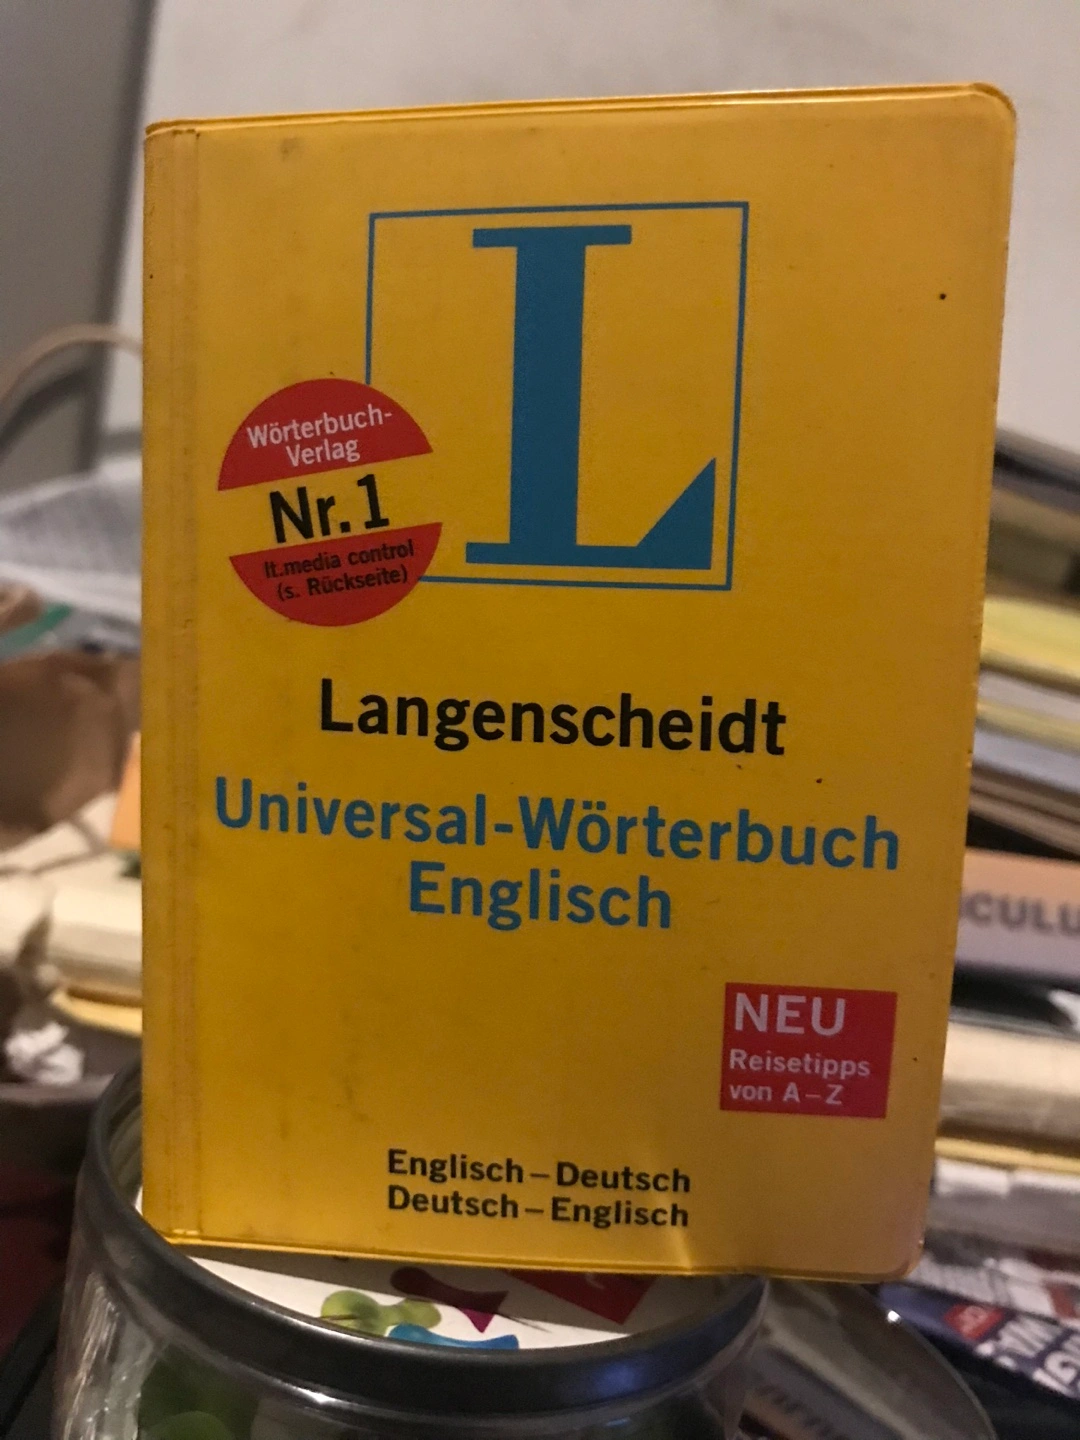 L
Wörterbuch-
Verlag
Nr. 1
lt.media control
(s. Rückseite)
Langenscheidt
Universal-Wörterbuch
Englisch
NEU
Reisetipps
von A–Z
Englisch–Deutsch
Deutsch–Englisch